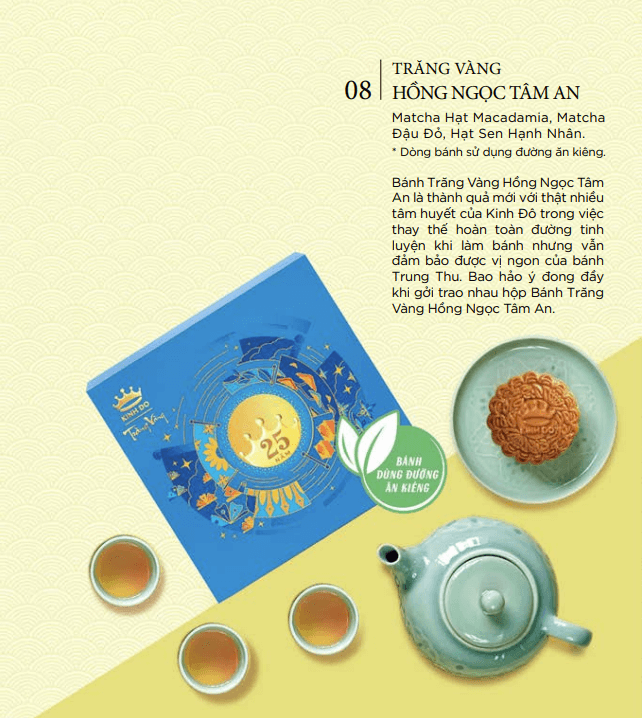 08
TRĂNG VÀNG
HỒNG NGỌC TÂM AN
Matcha Hạt Macadamia, Matcha
Đậu Đỏ, Hạt Sen Hạnh Nhân.
* Dòng bánh sử dụng đường ăn kiêng.
Bánh Trăng Vàng Hồng Ngọc Tâm
An là thành quả mới với thật nhiều
tâm huyết của Kinh Đô trong việc
thay thế hoàn toàn đường tinh
luyện khi làm bánh nhưng vẫn
đảm bảo được vị ngon của bánh
Trung Thu. Bao hảo ý đong đầy
khi gởi trao nhau hộp Bánh Trăng
Vàng Hồng Ngọc Tâm An.
KINH ĐÔ
Trăng Vàng
25
NĂM
BÁNH
DÙNG ĐƯỜNG
ĂN KIÊNG